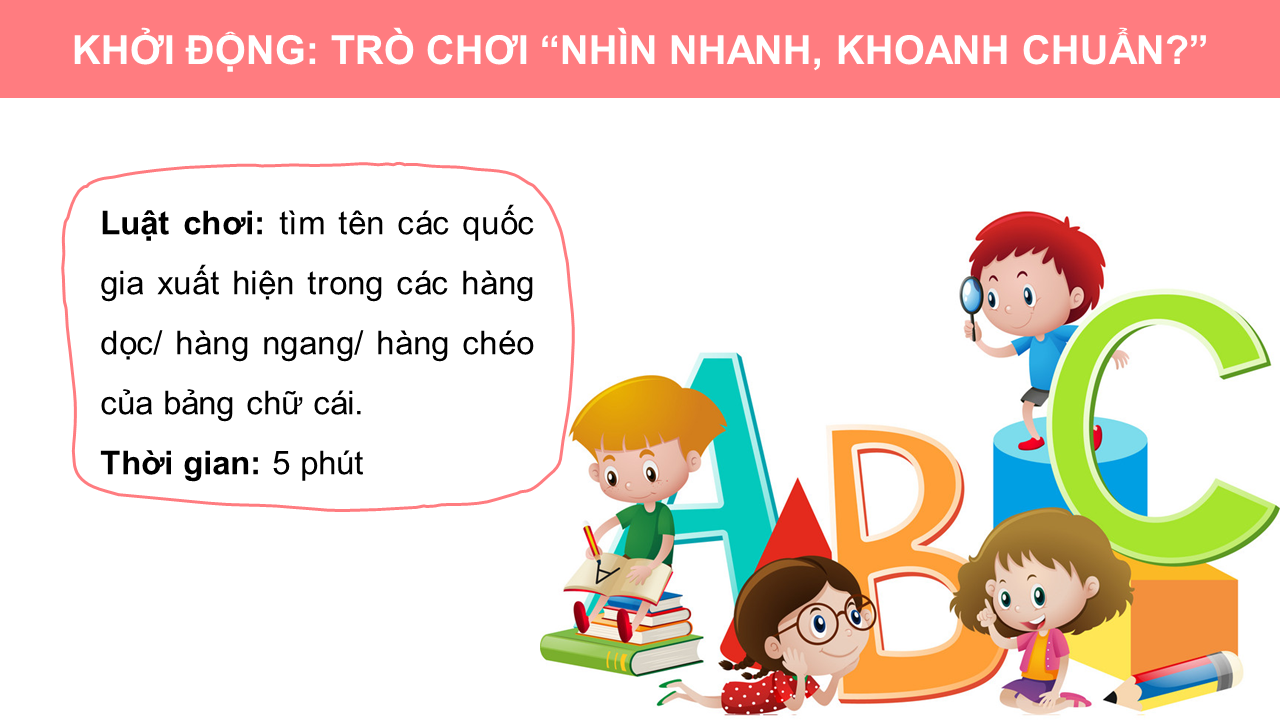 KHỞI ĐỘNG: TRÒ CHƠI “NHÌN NHANH, KHOANH CHUẨN?”
Luật chơi: tìm tên các quốc
gia xuất hiện trong các hàng
dọc/ hàng ngang/ hàng chéo
của bảng chữ cái.
Thời gian: 5 phút
A B C
A